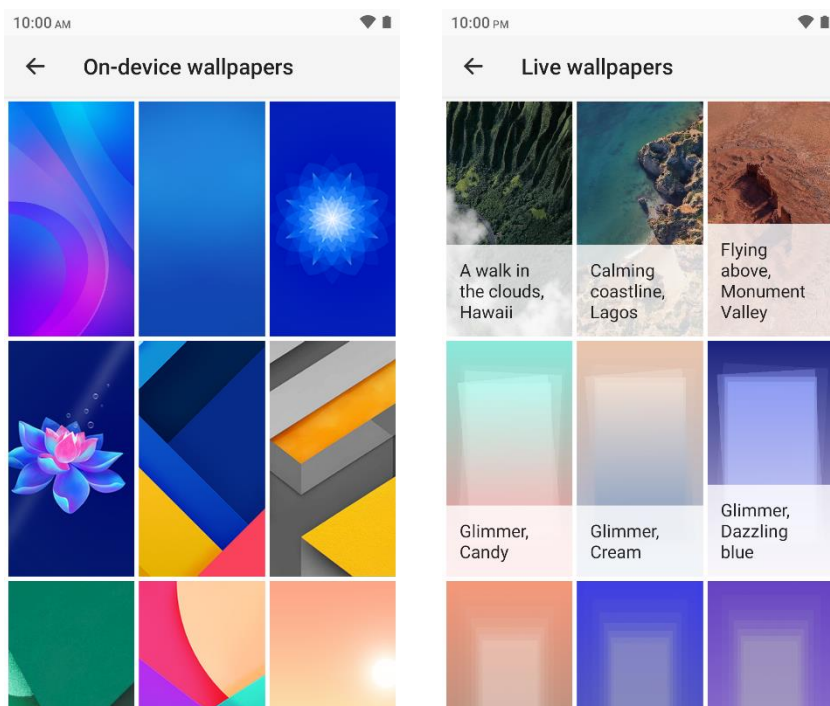 10:00 AM
On-device wallpapers
10:00 PM
Live wallpapers
A walk in
the clouds,
Hawaii
Calming
coastline,
Lagos
Flying
above,
Monument
Valley
Glimmer,
Candy
Glimmer,
Cream
Glimmer,
Dazzling
blue